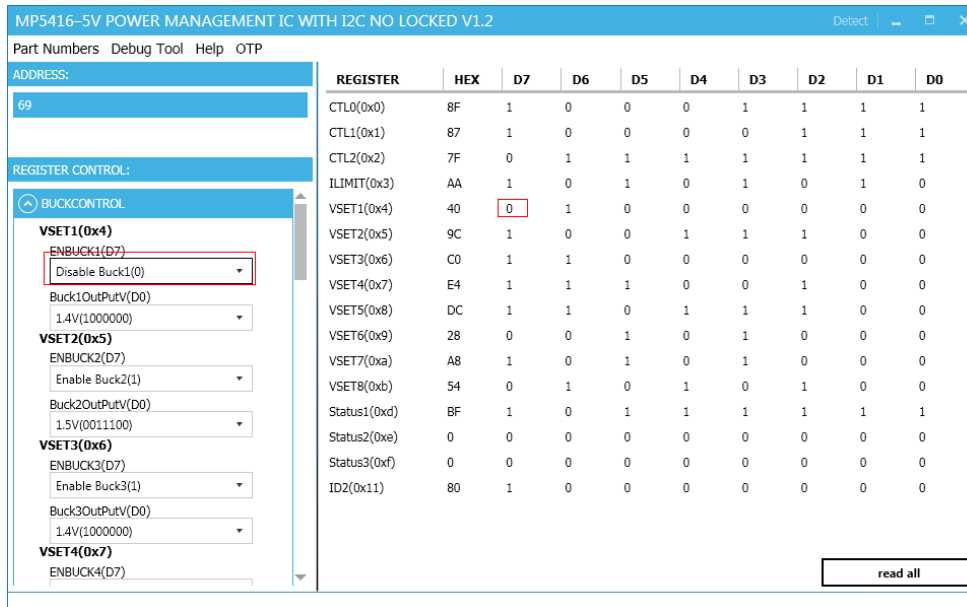 MP5416–5V POWER MANAGEMENT IC WITH I2C NO LOCKED V1.2 Detect
Part Numbers Debug Tool Help OTP
ADDRESS:
69
REGISTER CONTROL:
BUCKCONTROL
VSET1(0x4)
ENBUCK1(D7)
Disable Buck1(0)
Buck1OutPutV(D0)
1.4V(1000000)
VSET2(0x5)
ENBUCK2(D7)
Enable Buck2(1)
Buck2OutPutV(D0)
1.5V(0011100)
VSET3(0x6)
ENBUCK3(D7)
Enable Buck3(1)
Buck3OutPutV(D0)
1.4V(1000000)
VSET4(0x7)
ENBUCK4(D7)
REGISTER HEX D7 D6 D5 D4 D3 D2 D1 D0
CTL0(0x0) 8F 1 0 0 0 1 1 1 1
CTL1(0x1) 87 1 0 0 0 0 1 1 1
CTL2(0x2) 7F 0 1 1 1 1 1 1 1
ILIMIT(0x3) AA 1 0 1 0 1 0 1 0
VSET1(0x4) 40 0 1 0 0 0 0 0 0
VSET2(0x5) 9C 1 0 0 1 1 1 0 0
VSET3(0x6) C0 1 1 0 0 0 0 0 0
VSET4(0x7) E4 1 1 1 0 0 1 0 0
VSET5(0x8) DC 1 1 0 1 1 1 0 0
VSET6(0x9) 28 0 0 1 0 1 0 0 0
VSET7(0xa) A8 1 0 1 0 1 0 0 0
VSET8(0xb) 54 0 1 0 1 0 1 0 0
Status1(0xd) BF 1 0 1 1 1 1 1 1
Status2(0xe) 0 0 0 0 0 0 0 0 0
Status3(0xf) 0 0 0 0 0 0 0 0 0
ID2(0x11) 80 1 0 0 0 0 0 0 0
read all